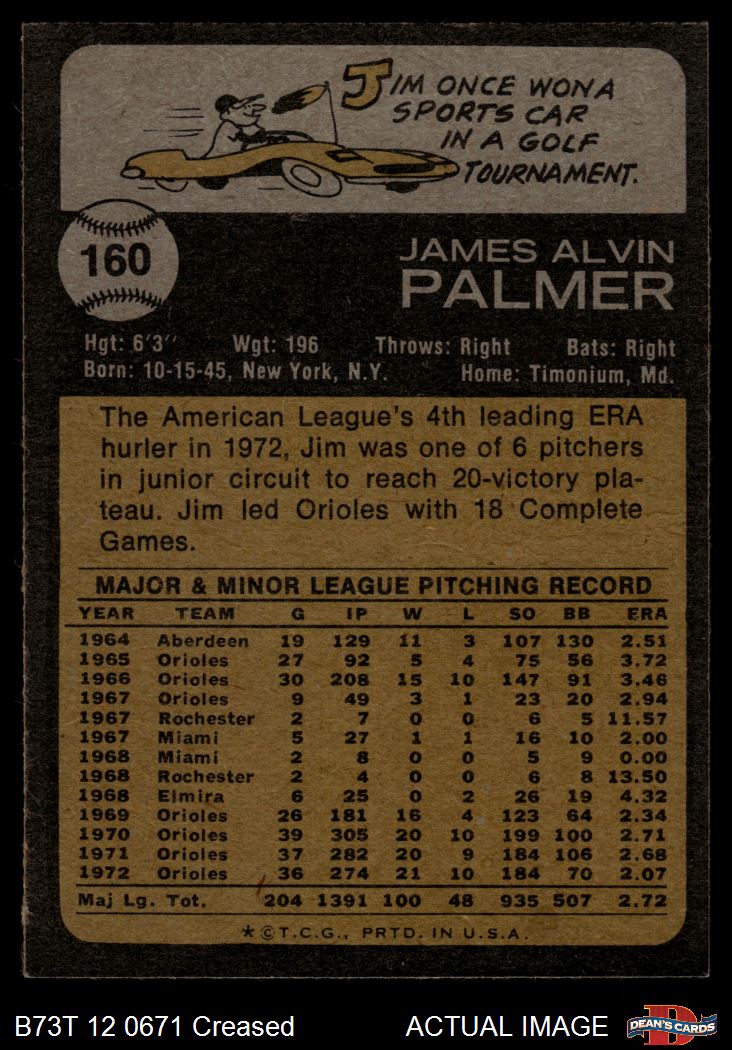 JIM ONCE WON A
SPORTS CAR
IN A GOLF
TOURNAMENT.
160
JAMES ALVIN
PALMER
Hgt: 6'3" Wgt: 196 Throws: Right Bats: Right
Born: 10-15-45, New York, N.Y. Home: Timonium, Md.
The American League's 4th leading ERA
hurler in 1972, Jim was one of 6 pitchers
in junior circuit to reach 20-victory pla-
teau. Jim led Orioles with 18 Complete
Games.
MAJOR & MINOR LEAGUE PITCHING RECORD
YEAR TEAM G IP W L SO BB ERA
1964 Aberdeen 19 129 11 3 107 130 2.51
1965 Orioles 27 92 5 4 75 56 3.72
1966 Orioles 30 208 15 10 147 91 3.46
1967 Orioles 9 49 3 1 23 20 2.94
1967 Rochester 2 7 0 0 6 5 11.57
1967 Miami 5 27 1 1 16 10 2.00
1968 Miami 2 8 0 0 5 9 0.00
1968 Rochester 2 4 0 0 6 8 13.50
1968 Elmira 6 25 0 2 26 19 4.32
1969 Orioles 26 181 16 4 123 64 2.34
1970 Orioles 39 305 20 10 199 100 2.71
1971 Orioles 37 282 20 9 184 106 2.68
1972 Orioles 36 274 21 10 184 70 2.07
Maj Lg. Tot. 204 1391 100 48 935 507 2.72
*©T.C.G., PRTD. IN U.S.A.
B73T 12 0671 Creased ACTUAL IMAGE DEAN'S CARDS